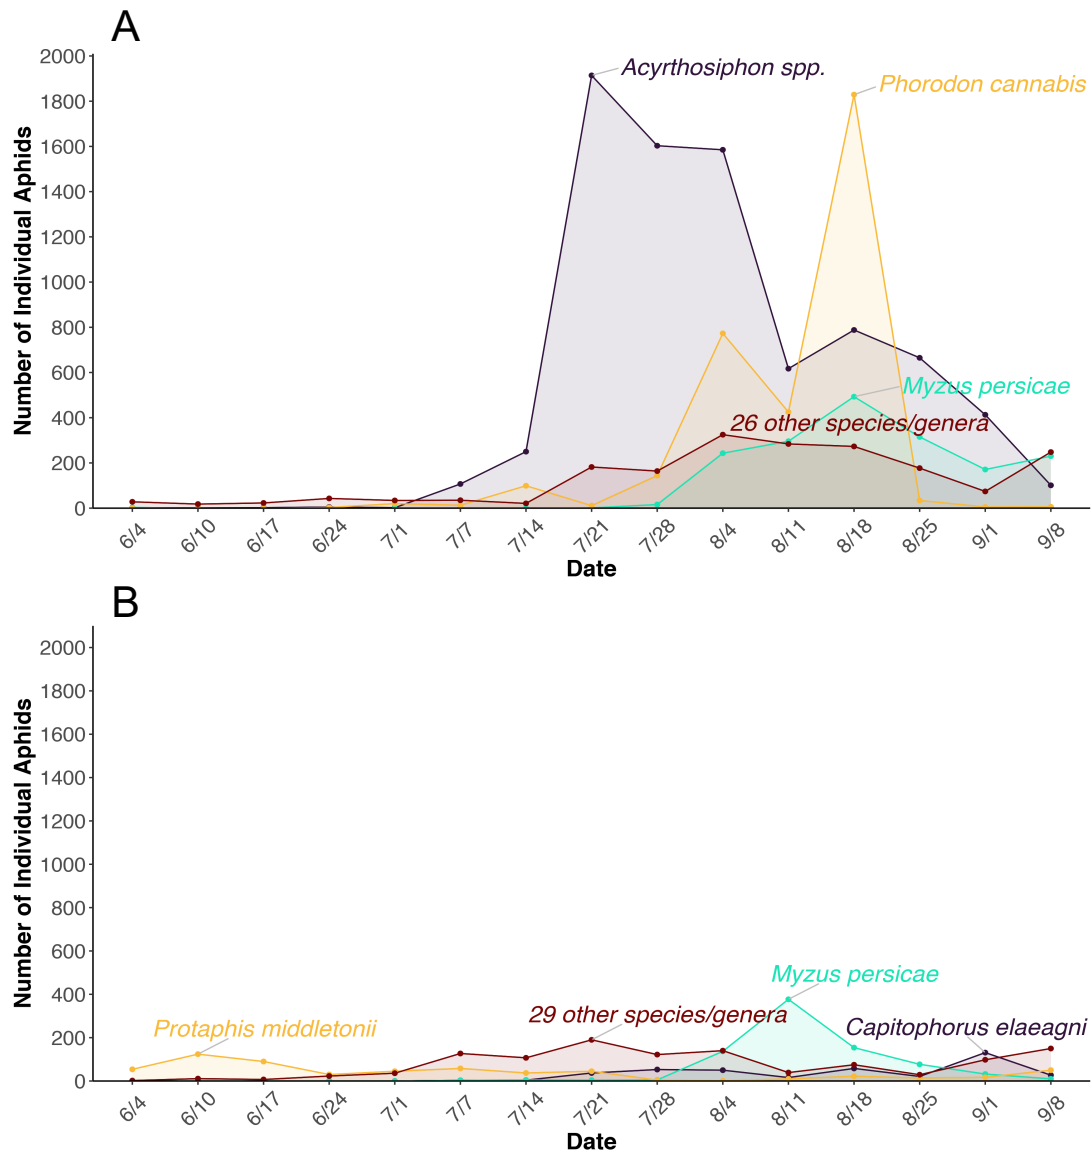 A
2000
1800
1600
1400
1200
1000
800
600
400
200
0
Number of Individual Aphids
Acyrthosiphon spp.
Phorodon cannabis
Myzus persicae
26 other species/genera
6/4 6/10 6/17 6/24 7/1 7/7 7/14 7/21 7/28 8/4 8/11 8/18 8/25 9/1 9/8
Date
B
2000
1800
1600
1400
1200
1000
800
600
400
200
0
Number of Individual Aphids
Myzus persicae
29 other species/genera
Protaphis middletonii
Capitophorus elaeagni
6/4 6/10 6/17 6/24 7/1 7/7 7/14 7/21 7/28 8/4 8/11 8/18 8/25 9/1 9/8
Date